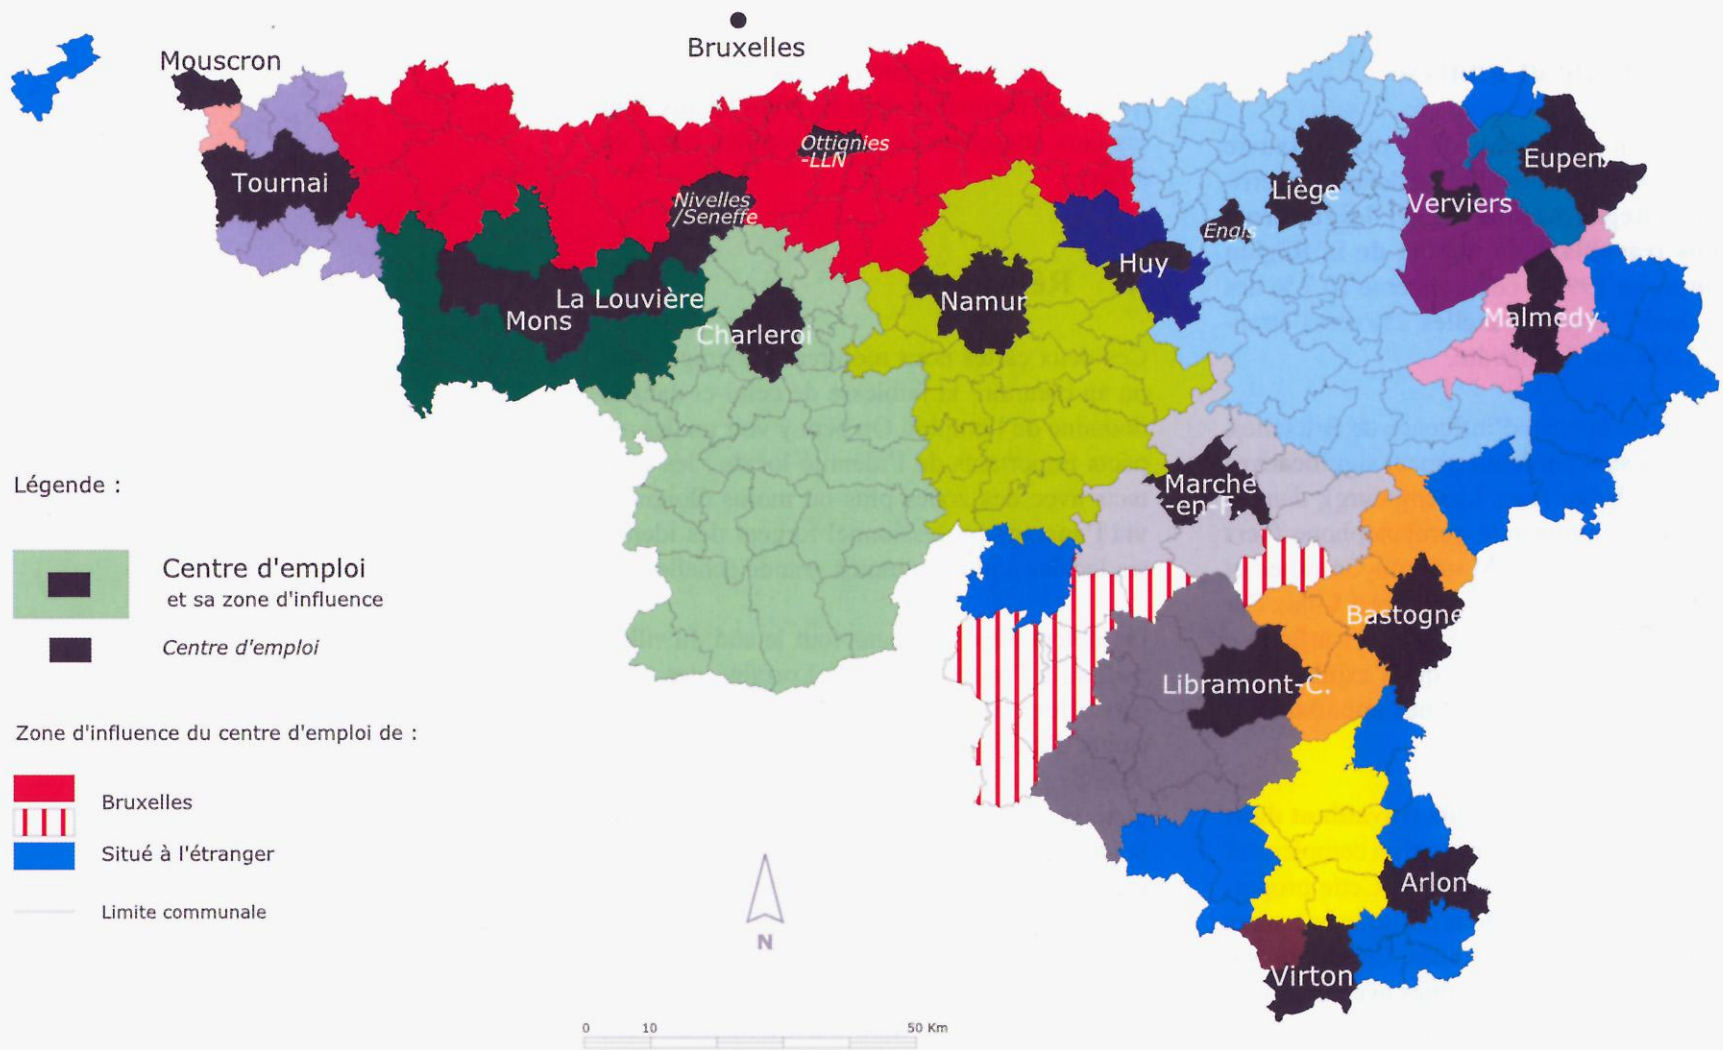 Bruxelles
Mouscron
Ottignies
-LLN
Eupen
Tournai
Liège
Verviers
Nivelles
/Seneffe
Engis
Huy
La Louvière
Namur
Mons
Malmédy
Charleroi
Marche
-en-F.
Légende :
Centre d'emploi
et sa zone d'influence
Centre d'emploi
Bastogne
Libramont-C.
Zone d'influence du centre d'emploi de :
Bruxelles
Situé à l'étranger
Limite communale
Arlon
N
Virton
0 10 50 Km